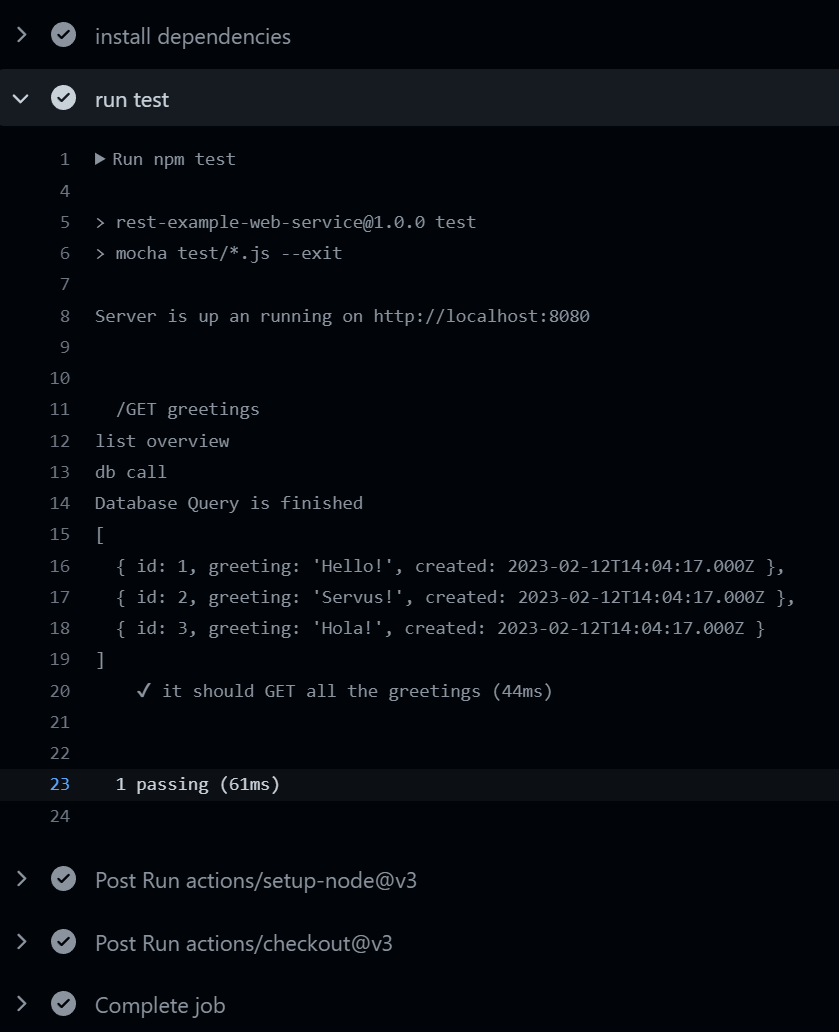 install dependencies
run test
1 Run npm test
4
5 > rest-example-web-service@1.0.0 test
6 > mocha test/*.js --exit
7
8 Server is up an running on http://localhost:8080
9
10
11 /GET greetings
12 list overview
13 db call
14 Database Query is finished
15 [
16 { id: 1, greeting: 'Hello!', created: 2023-02-12T14:04:17.000Z },
17 { id: 2, greeting: 'Servus!', created: 2023-02-12T14:04:17.000Z },
18 { id: 3, greeting: 'Hola!', created: 2023-02-12T14:04:17.000Z }
19 ]
20 ✓ it should GET all the greetings (44ms)
21
22
23 1 passing (61ms)
24
Post Run actions/setup-node@v3
Post Run actions/checkout@v3
Complete job